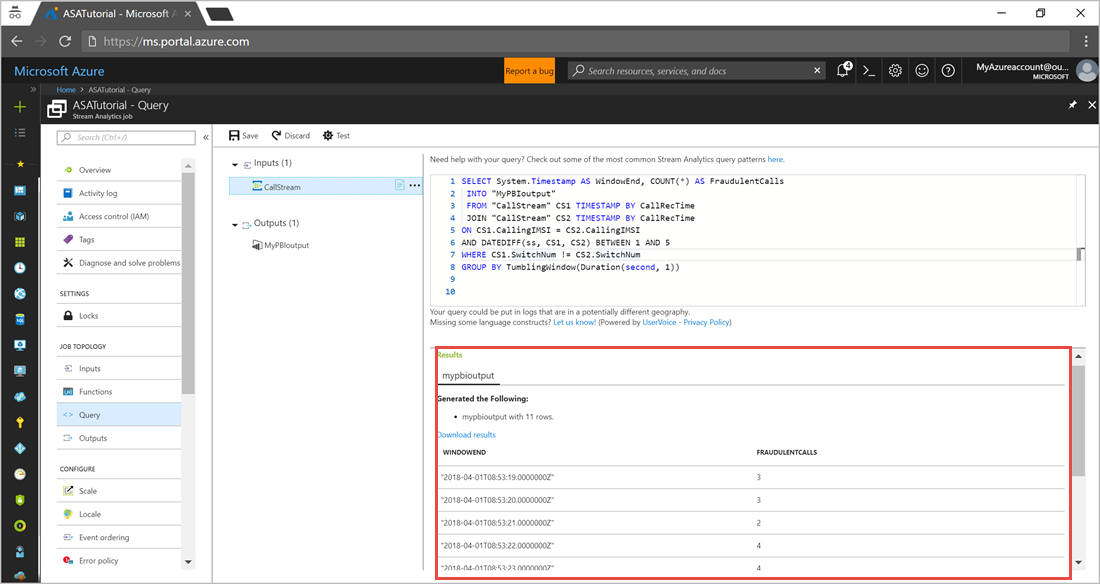 ASATutorial - Microsoft A
https://ms.portal.azure.com
Microsoft Azure
Report a bug
Search resources, services, and docs
4
MyAzureaccount@ou...
MICROSOFT
Home > ASATutorial - Query
ASATutorial - Query
Stream Analytics job
Search (Ctrl+/)
Overview
Activity log
Access control (IAM)
Tags
Diagnose and solve problems
SETTINGS
Locks
JOB TOPOLOGY
Inputs
Functions
Query
Outputs
CONFIGURE
Scale
Locale
Event ordering
Error policy
Save Discard Test
Inputs (1)
CallStream
Outputs (1)
MyPBIoutput
Need help with your query? Check out some of the most common Stream Analytics query patterns here.
1 SELECT System.Timestamp AS WindowEnd, COUNT(*) AS FraudulentCalls
2 INTO "MyPBIoutput"
3 FROM "CallStream" CS1 TIMESTAMP BY CallRecTime
4 JOIN "CallStream" CS2 TIMESTAMP BY CallRecTime
5 ON CS1.CallingIMSI = CS2.CallingIMSI
6 AND DATEDIFF(ss, CS1, CS2) BETWEEN 1 AND 5
7 WHERE CS1.SwitchNum != CS2.SwitchNum
8 GROUP BY TumblingWindow(Duration(second, 1))
9
10
Your query could be put in logs that are in a potentially different geography.
Missing some language constructs? Let us know! (Powered by UserVoice - Privacy Policy)
Results
mypbioutput
Generated the Following:
• mypbioutput with 11 rows.
Download results
WINDOWEND FRAUDULENTCALLS
"2018-04-01T08:53:19.0000000Z" 3
"2018-04-01T08:53:20.0000000Z" 3
"2018-04-01T08:53:21.0000000Z" 2
"2018-04-01T08:53:22.0000000Z" 4
"2018-04-01T08:53:23.0000000Z" 4